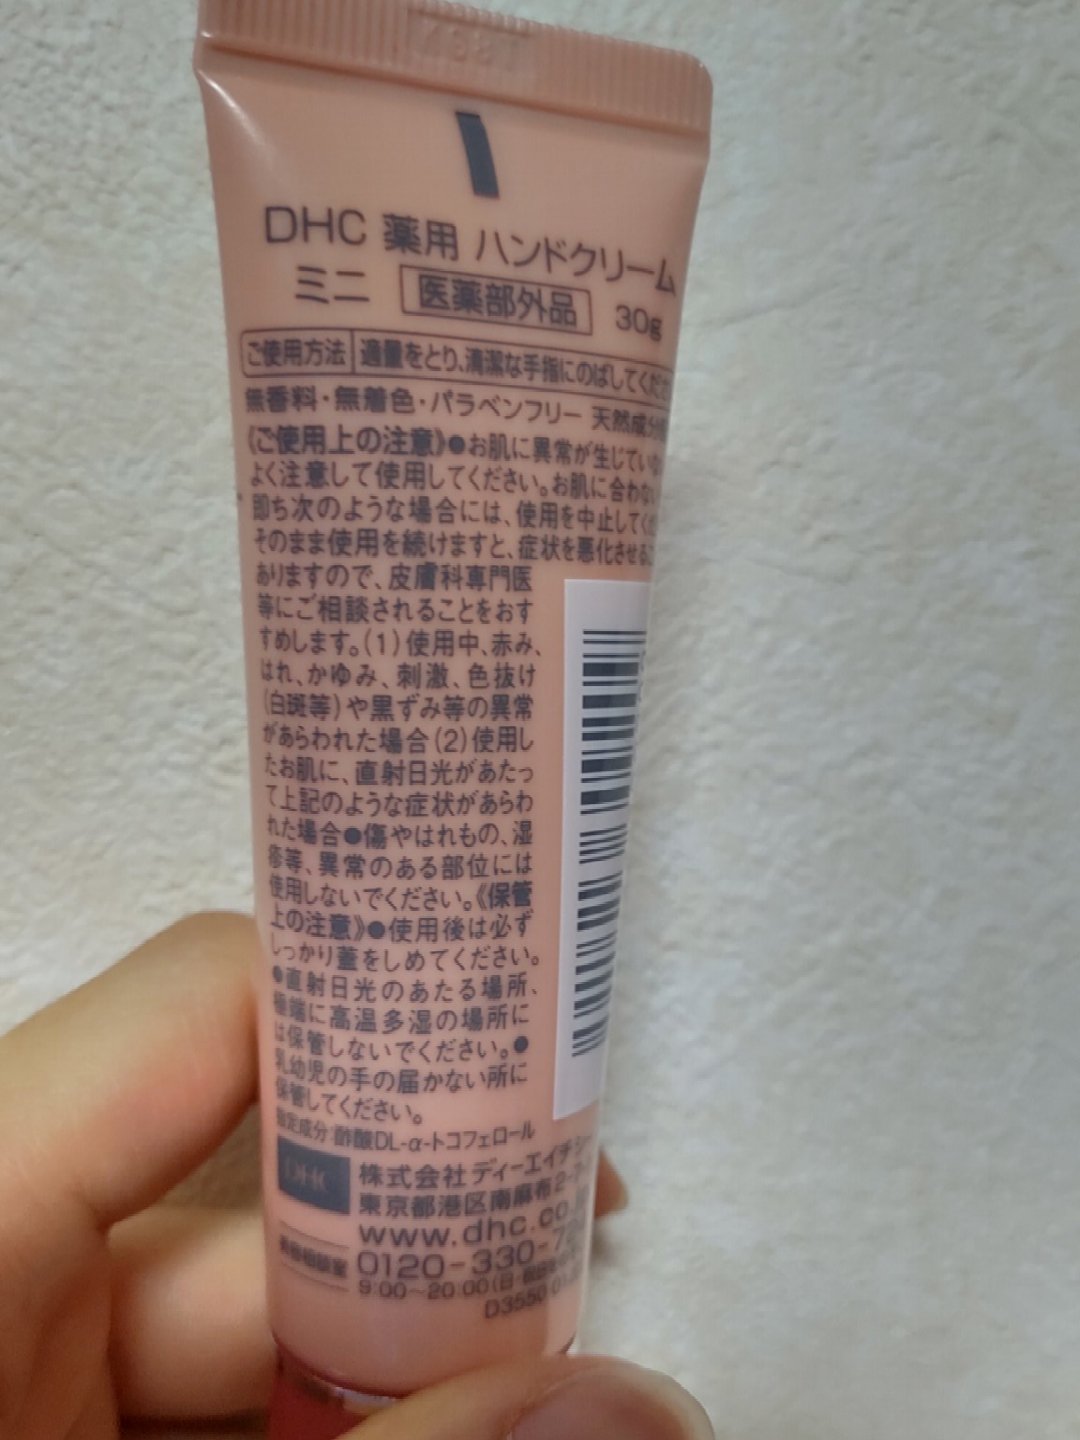 DHC 薬用 ハンドクリーム
ミニ 医薬部外品 30g
ご使用方法 適量をとり、清潔な手指にのばしてくださ
無香料・無着色・パラベンフリー 天然成分
《ご使用上の注意》●お肌に異常が生じていな
よく注意して使用してください。お肌に合わない
即ち次のような場合には、使用を中止してくだ
そのまま使用を続けますと、症状を悪化させるこ
ありますので、皮膚科専門医
等にご相談されることをおす
すめします。(1)使用中、赤み、
はれ、かゆみ、刺激、色抜け
(白斑等)や黒ずみ等の異常
があらわれた場合(2)使用し
たお肌に、直射日光があたっ
て上記のような症状があらわ
れた場合●傷やはれもの、湿
疹等、異常のある部位には
使用しないでください。《保管
上の注意》●使用後は必ず
しっかり蓋をしめてください。
●直射日光のあたる場所、
極端に高温多湿の場所に
は保管しないでください。●
乳幼児の手の届かない所に
保管してください。
指定成分:酢酸DL-α-トコフェロール
DHC 株式会社 ディーエイチシー
東京都港区南麻布2-7-
www.dhc.co.
0120-330-7
9:00〜20:00(日
D3550 01